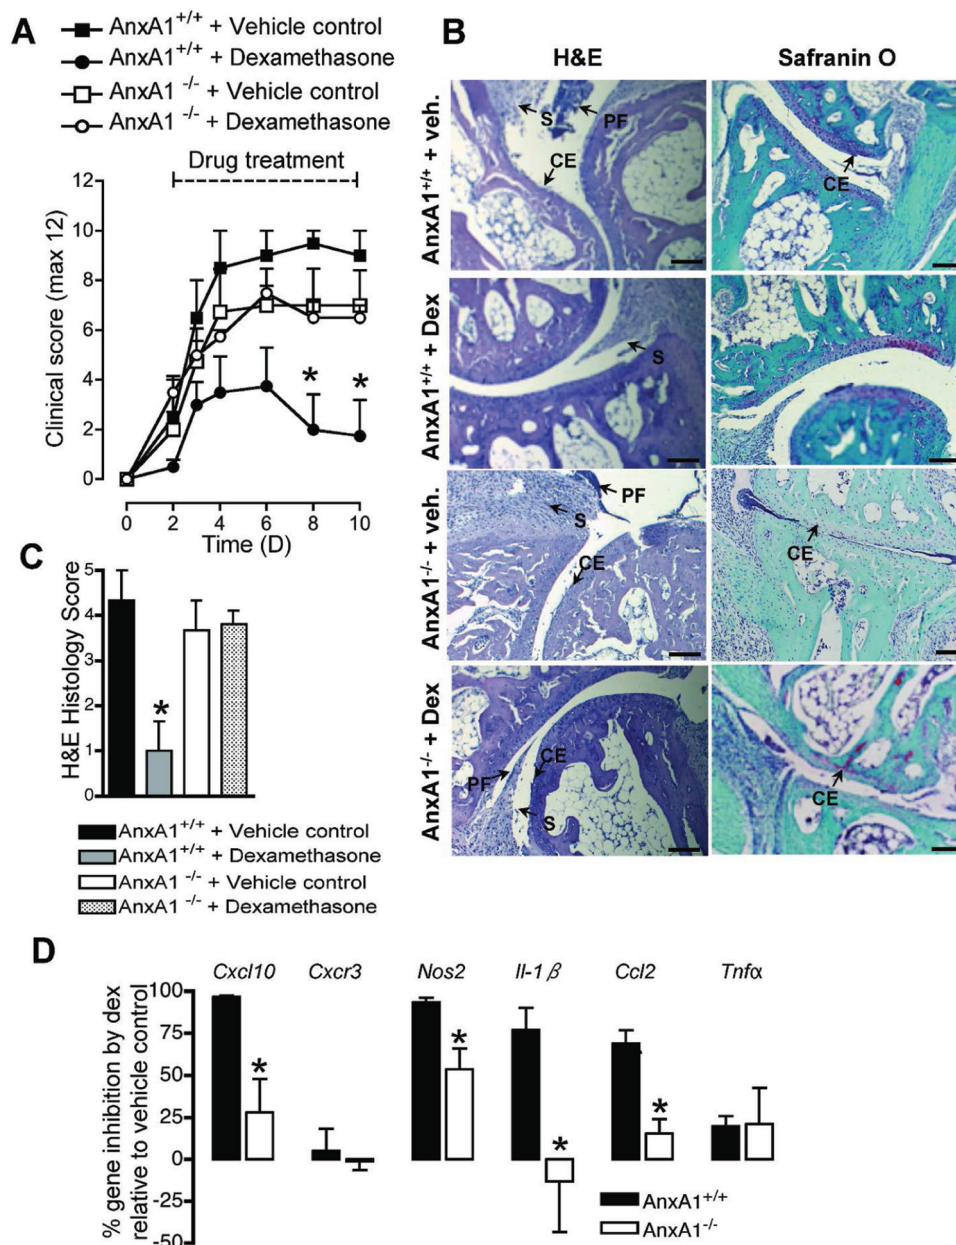 A
AnxA1+/+ + Vehicle control
AnxA1+/+ + Dexamethasone
AnxA1 -/- + Vehicle control
AnxA1 -/- + Dexamethasone
Drug treatment
Clinical score (max 12)
12
10
8
6
4
2
0
* *
0 2 4 6 8 10
Time (D)
B
H&E Safranin O
AnxA1+/+ + veh.
S PF CE
CE
AnxA1+/+ + Dex
S
AnxA1-/- + veh.
PF S CE
CE
AnxA1-/- + Dex
PF CE S
CE
C
H&E Histology Score
5
4
3
2
1
0
*
AnxA1+/+ + Vehicle control
AnxA1+/+ + Dexamethasone
AnxA1 -/- + Vehicle control
AnxA1 -/- + Dexamethasone
D
Cxcl10 Cxcr3 Nos2 Il-1 β Ccl2 Tnfα
% gene inhibition by dex
relative to vehicle control
100
75
50
25
0
-25
-50
* * * *
AnxA1+/+
AnxA1-/-